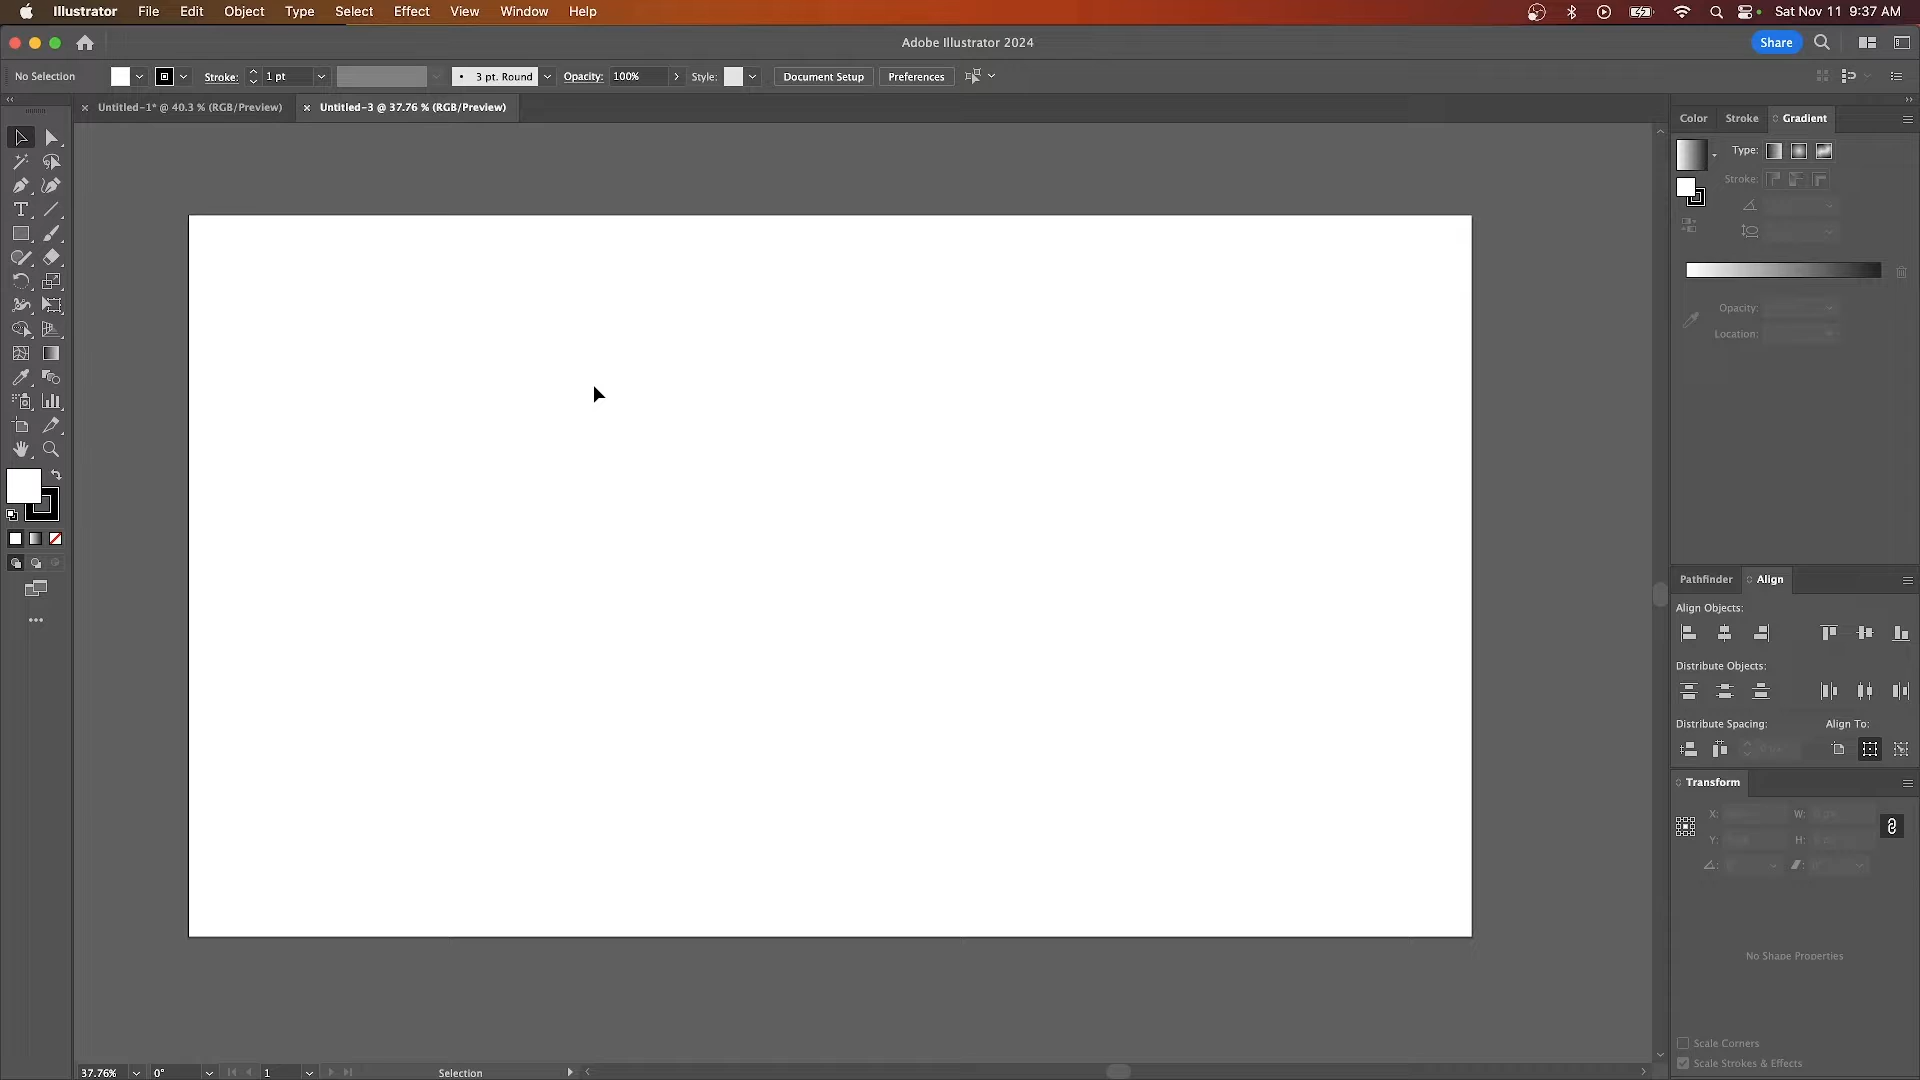 Illustrator File Edit Object Type Select Effect View Window Help Sat Nov 11 9:37 AM
Adobe Illustrator 2024 Share
No Selection Stroke: 1 pt 3 pt. Round Opacity: 100% Style: Document Setup Preferences
Untitled-1* @ 40.3 % (RGB/Preview) Untitled-3 @ 37.76 % (RGB/Preview)
Color Stroke Gradient
Type:
Stroke:
Opacity:
Location:
Pathfinder Align
Align Objects:
Distribute Objects:
Distribute Spacing: Align To:
Transform
X: W:
Y: H:
No Shape Properties
Scale Corners
Scale Strokes & Effects
37.76% 0° 1 Selection